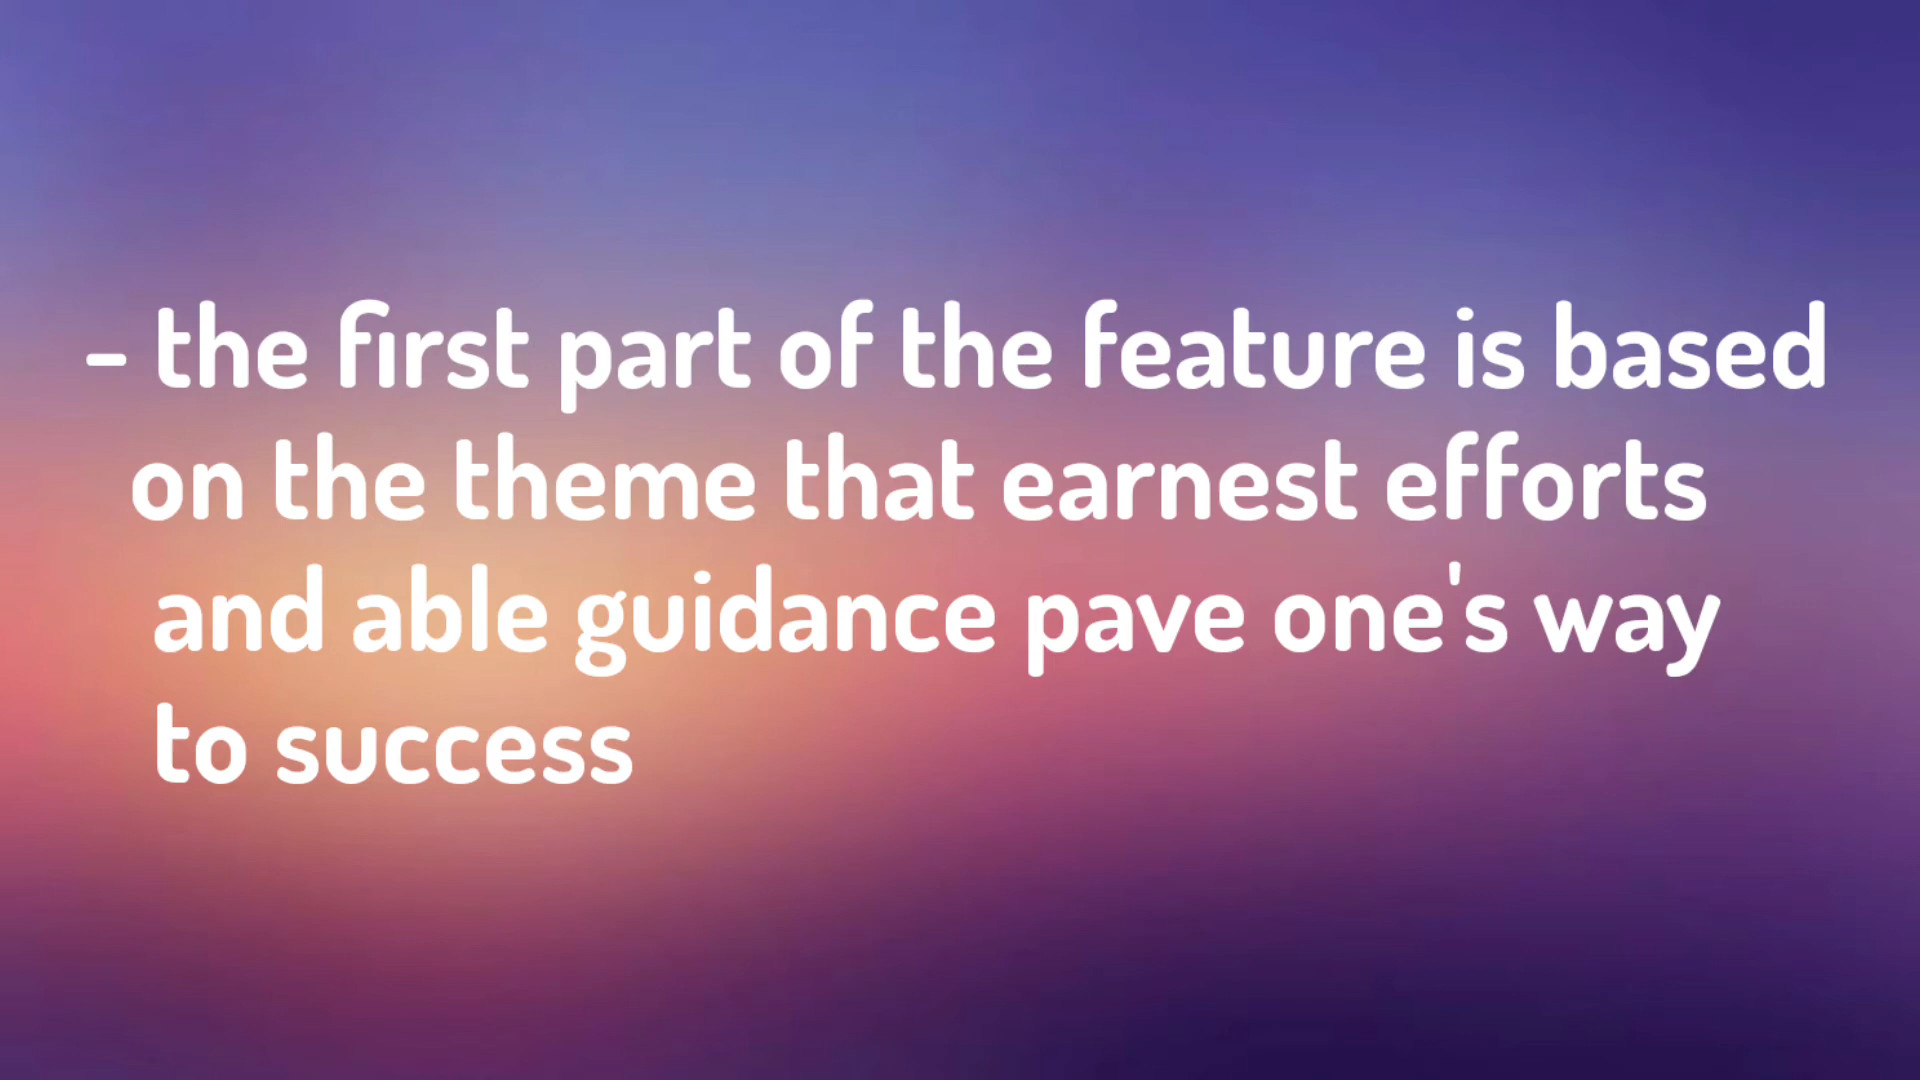 - the first part of the feature is based
on the theme that earnest efforts
and able guidance pave one's way
to success